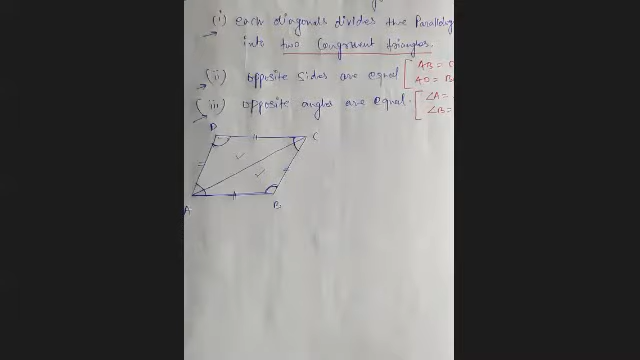 (i) each diagonals divides the Parallelog
into two Congruent triangles.
(ii) opposite sides are equal [ AB =
AD = B
(iii) opposite angles are equal. [ ∠A =
∠B =
D C
A B